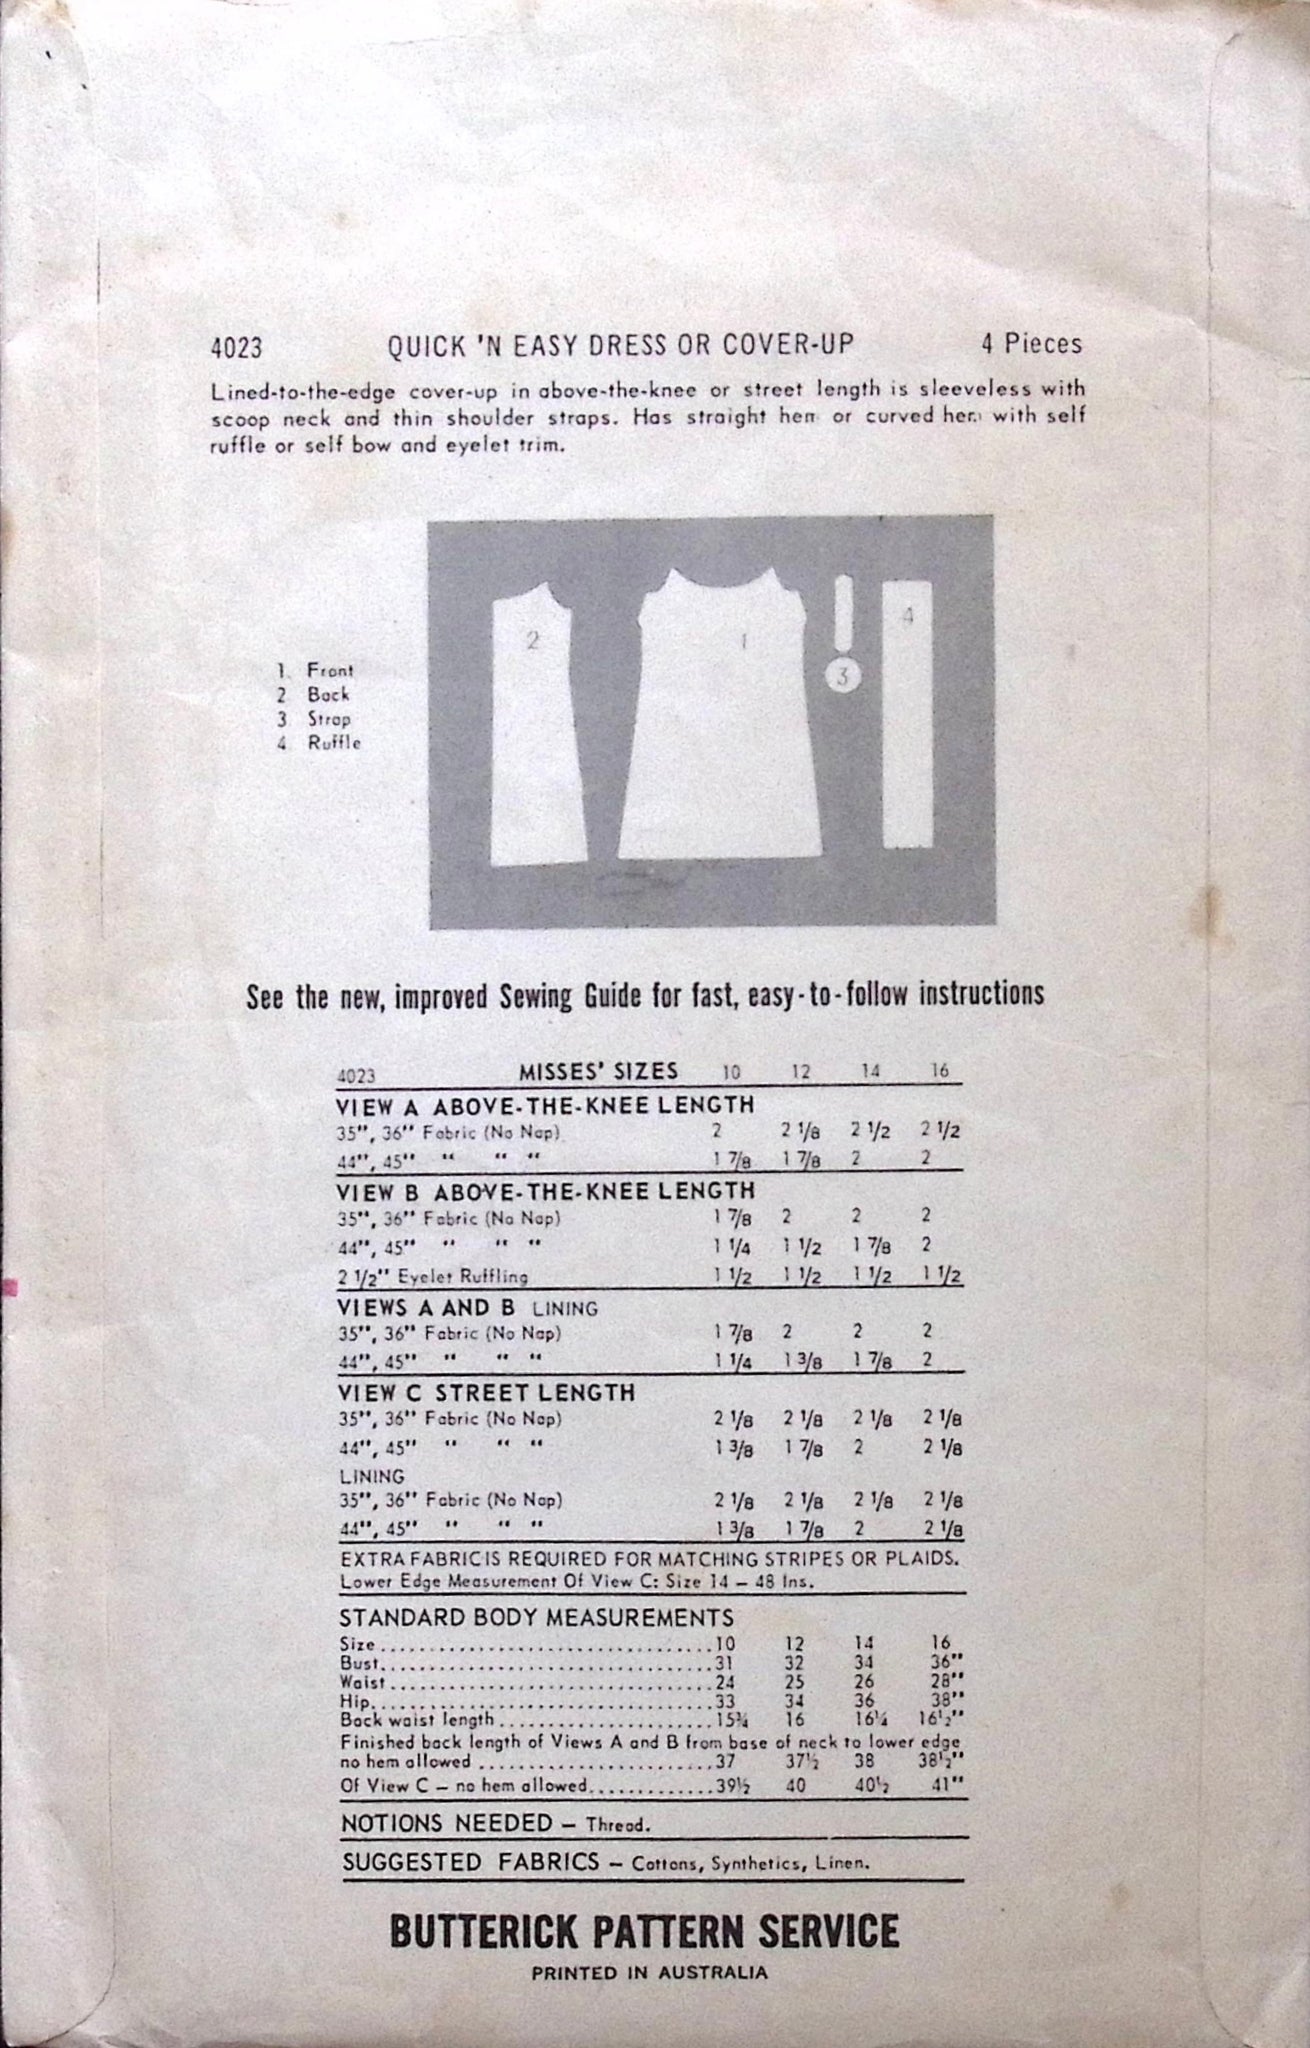 4023 QUICK 'N EASY DRESS OR COVER-UP 4 Pieces
Lined-to-the-edge cover-up in above-the-knee or street length is sleeveless with
scoop neck and thin shoulder straps. Has straight hem or curved hem with self
ruffle or self bow and eyelet trim.
1 Front
2 Back
3 Strap
4 Ruffle
2 1 3 4
See the new, improved Sewing Guide for fast, easy-to-follow instructions
4023 MISSES' SIZES 10 12 14 16
VIEW A ABOVE-THE-KNEE LENGTH
35", 36" Fabric (No Nap) 2 2 1/8 2 1/2 2 1/2
44", 45" " " " 1 7/8 1 7/8 2 2
VIEW B ABOVE-THE-KNEE LENGTH
35", 36" Fabric (No Nap) 1 7/8 2 2 2
44", 45" " " " 1 1/4 1 1/2 1 7/8 2
2 1/2" Eyelet Ruffling 1 1/2 1 1/2 1 1/2 1 1/2
VIEWS A AND B LINING
35", 36" Fabric (No Nap) 1 7/8 2 2 2
44", 45" " " " 1 1/4 1 3/8 1 7/8 2
VIEW C STREET LENGTH
35", 36" Fabric (No Nap) 2 1/8 2 1/8 2 1/8 2 1/8
44", 45" " " " 1 3/8 1 7/8 2 2 1/8
LINING
35", 36" Fabric (No Nap) 2 1/8 2 1/8 2 1/8 2 1/8
44", 45" " " " 1 3/8 1 7/8 2 2 1/8
EXTRA FABRIC IS REQUIRED FOR MATCHING STRIPES OR PLAIDS.
Lower Edge Measurement Of View C: Size 14 – 48 Ins.
STANDARD BODY MEASUREMENTS
Size..................................10 12 14 16
Bust..................................31 32 34 36"
Waist.................................24 25 26 28"
Hip...................................33 34 36 38"
Back waist length......................15¾ 16 16¼ 16½"
Finished back length of Views A and B from base of neck to lower edge
no hem allowed ........................37 37½ 38 38½"
Of View C – no hem allowed.............39½ 40 40½ 41"
NOTIONS NEEDED – Thread.
SUGGESTED FABRICS – Cottons, Synthetics, Linen.
BUTTERICK PATTERN SERVICE
PRINTED IN AUSTRALIA